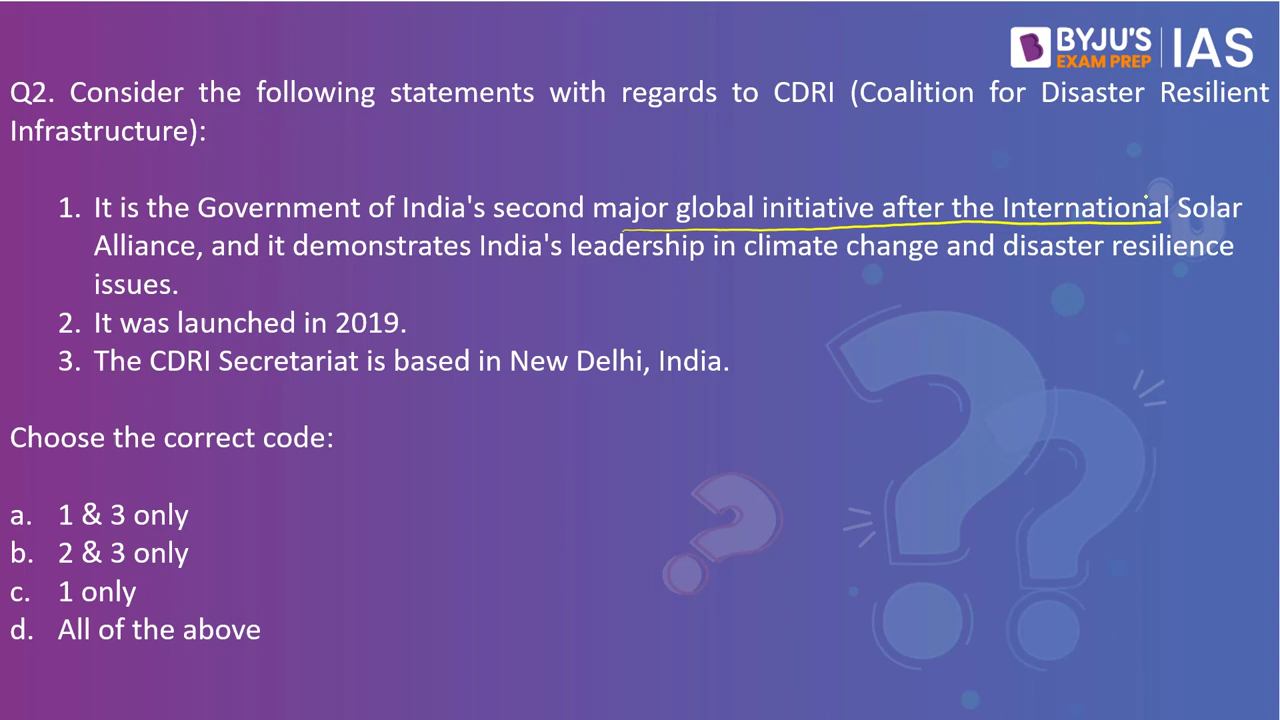 BYJU'S
EXAM PREP
IAS
Q2. Consider the following statements with regards to CDRI (Coalition for Disaster Resilient
Infrastructure):
1. It is the Government of India's second major global initiative after the International Solar
Alliance, and it demonstrates India's leadership in climate change and disaster resilience
issues.
2. It was launched in 2019.
3. The CDRI Secretariat is based in New Delhi, India.
Choose the correct code:
a. 1 & 3 only
b. 2 & 3 only
c. 1 only
d. All of the above